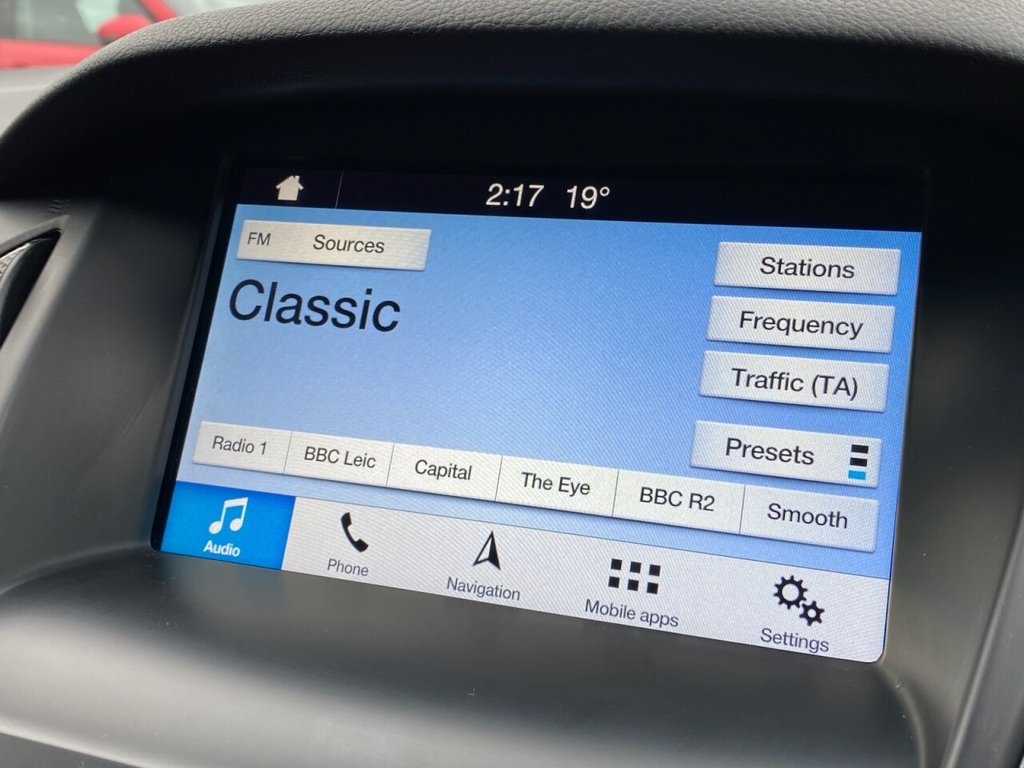 2:17 19°
FM Sources
Stations
Classic
Frequency
Traffic (TA)
Presets
Radio 1 BBC Leic Capital The Eye BBC R2 Smooth
Audio Phone Navigation Mobile apps Settings